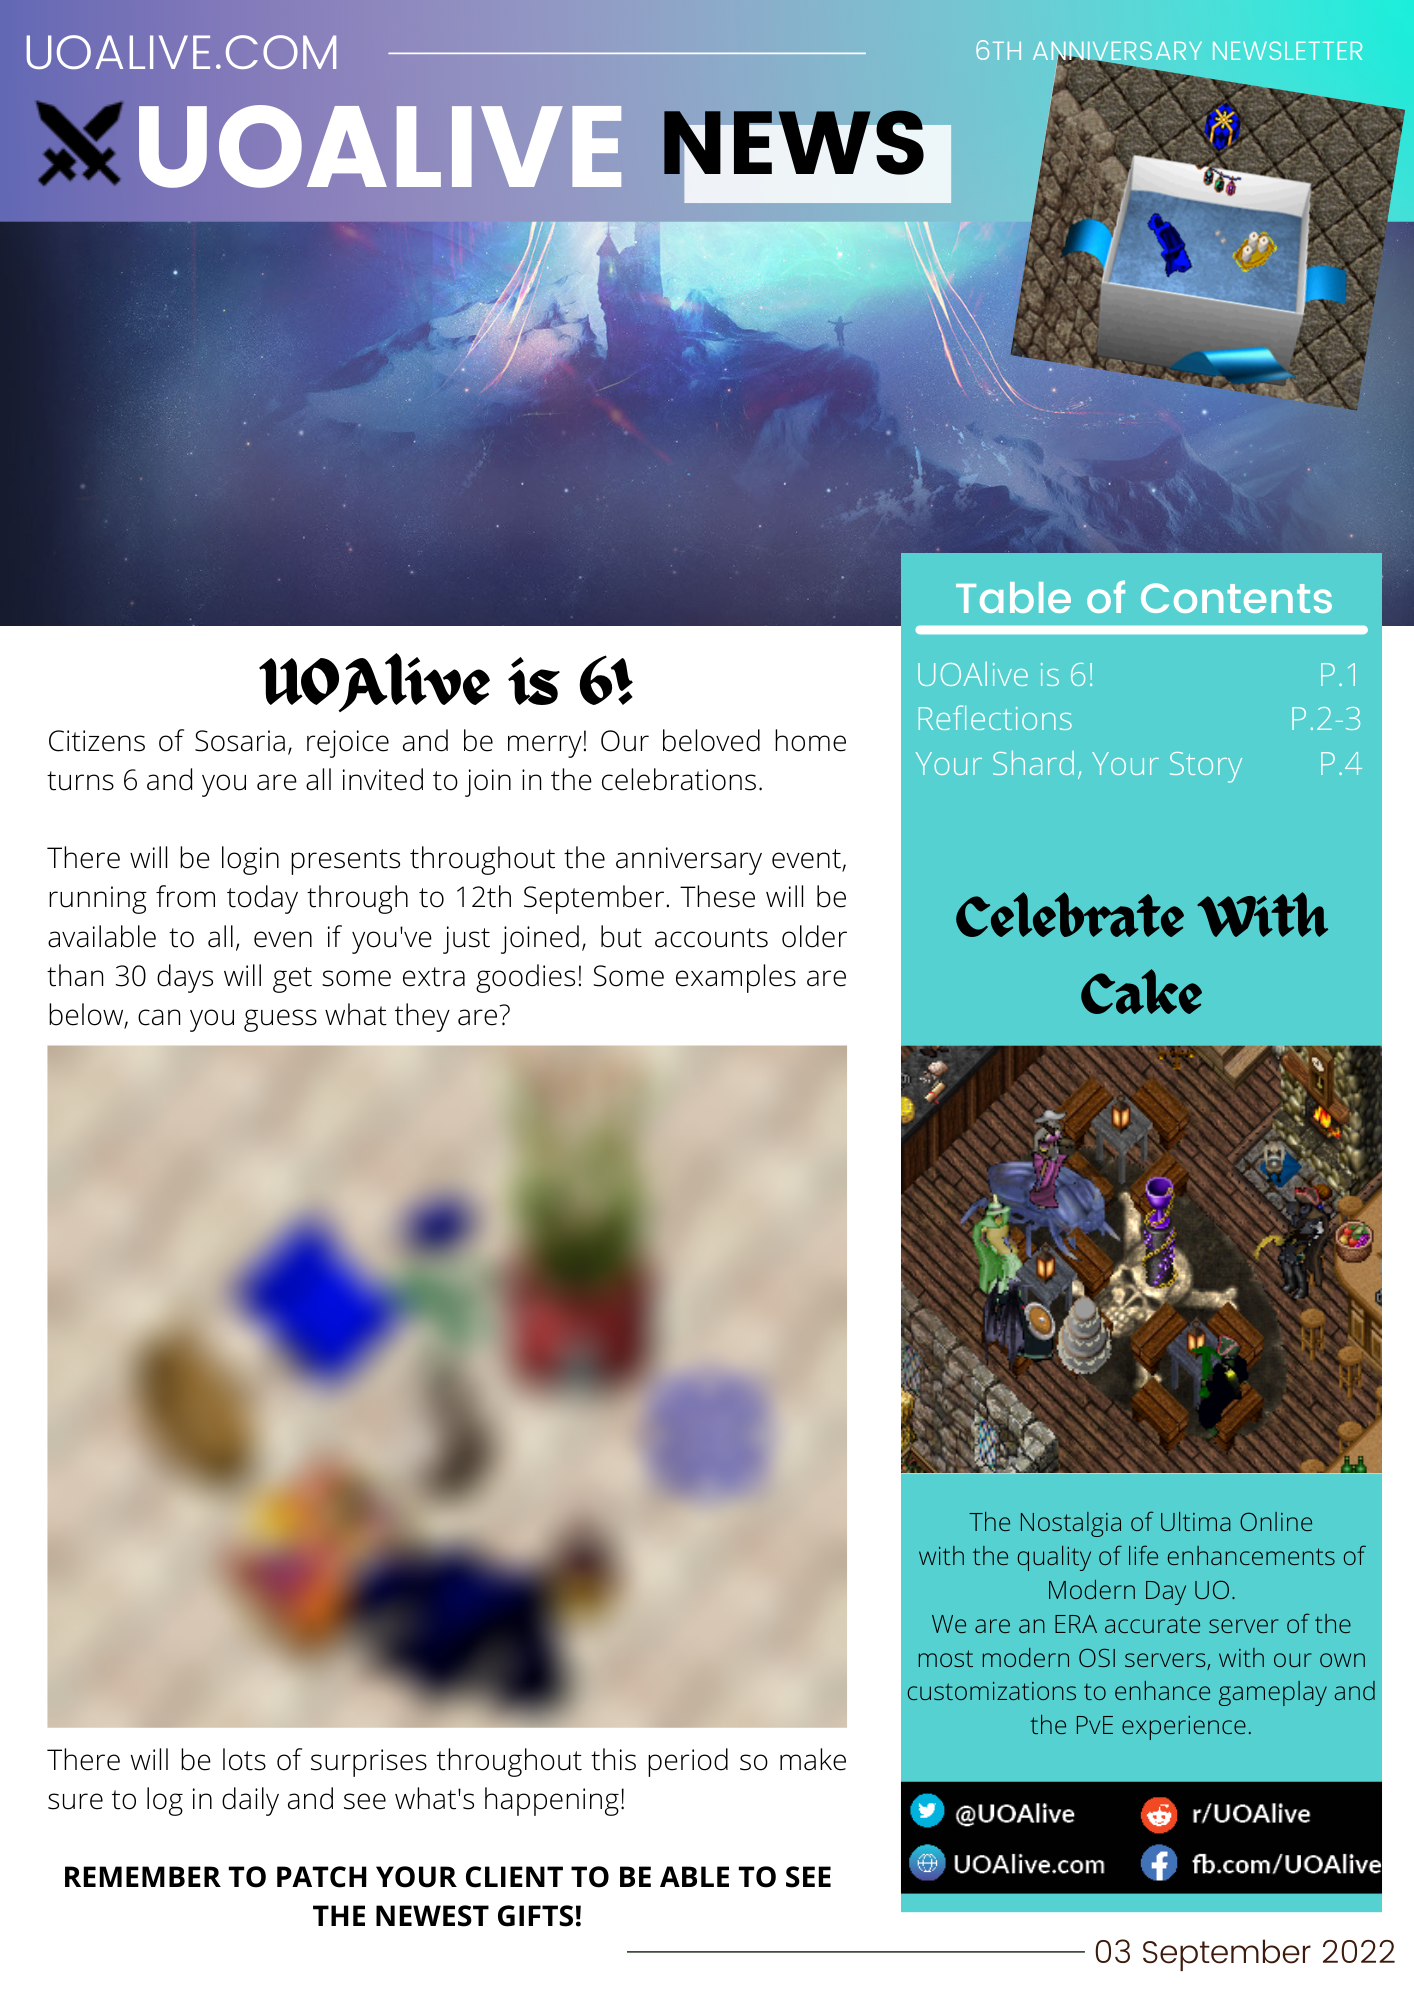 UOALIVE.COM
6TH ANNIVERSARY NEWSLETTER
UOALIVE NEWS
UOAlive is 6!
Citizens of Sosaria, rejoice and be merry! Our beloved home
turns 6 and you are all invited to join in the celebrations.
There will be login presents throughout the anniversary event,
running from today through to 12th September. These will be
available to all, even if you've just joined, but accounts older
than 30 days will get some extra goodies! Some examples are
below, can you guess what they are?
There will be lots of surprises throughout this period so make
sure to log in daily and see what's happening!
REMEMBER TO PATCH YOUR CLIENT TO BE ABLE TO SEE
THE NEWEST GIFTS!
Table of Contents
UOAlive is 6! P.1
Reflections P.2-3
Your Shard, Your Story P.4
Celebrate With
Cake
The Nostalgia of Ultima Online
with the quality of life enhancements of
Modern Day UO.
We are an ERA accurate server of the
most modern OSI servers, with our own
customizations to enhance gameplay and
the PvE experience.
@UOAlive r/UOAlive
UOAlive.com fb.com/UOAlive
03 September 2022